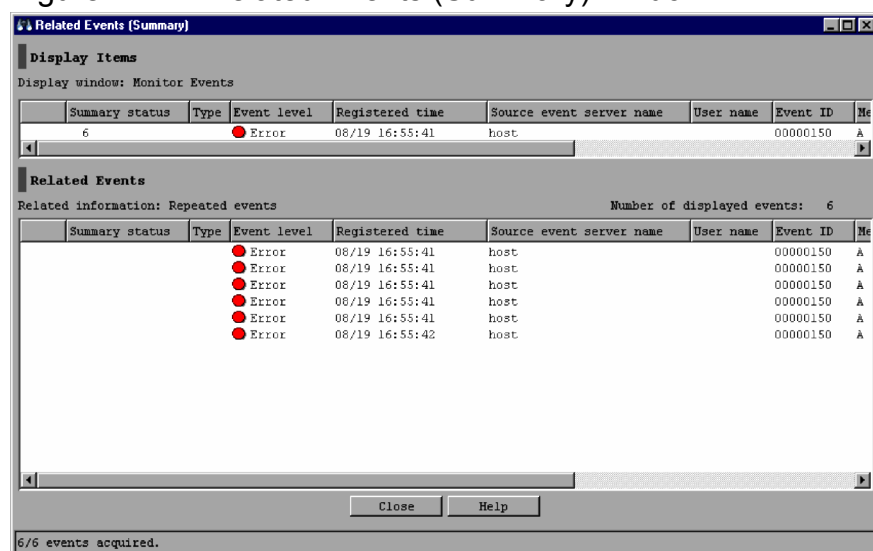 Related Events (Summary)
Display Items
Display window: Monitor Events
Summary status Type Event level Registered time Source event server name User name Event ID Me
6 Error 08/19 16:55:41 host 00000150 A
Related Events
Related information: Repeated events Number of displayed events: 6
Summary status Type Event level Registered time Source event server name User name Event ID Me
Error 08/19 16:55:41 host 00000150 A
Error 08/19 16:55:41 host 00000150 A
Error 08/19 16:55:41 host 00000150 A
Error 08/19 16:55:41 host 00000150 A
Error 08/19 16:55:41 host 00000150 A
Error 08/19 16:55:42 host 00000150 A
Close Help
6/6 events acquired.